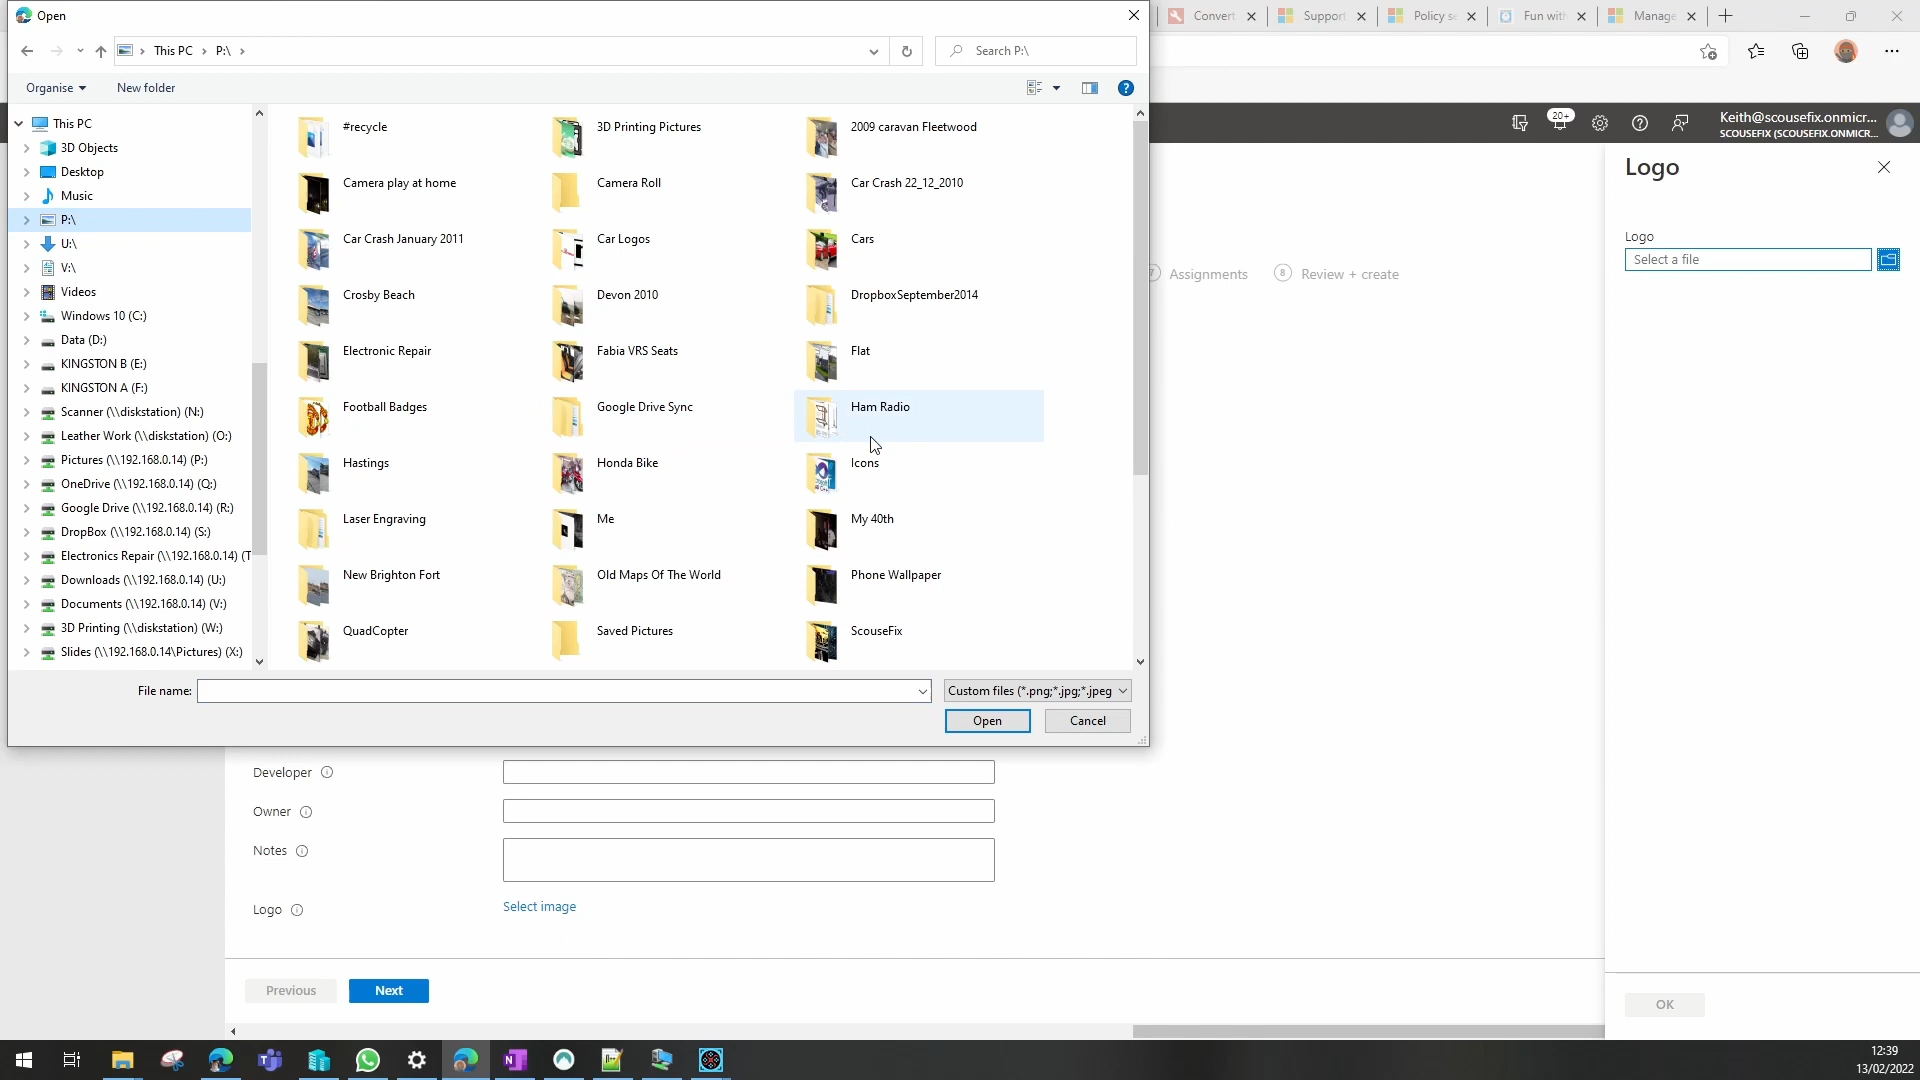 Open
Convert
Support
Policy se
Fun with
Manage
This PC
P:\
Search P:\
Organise
New folder
20+
Keith@scousefix.onmicr...
SCOUSEFIX (SCOUSEFIX.ONMICR...
This PC
3D Objects
Desktop
Music
P:\
U:\
V:\
Videos
Windows 10 (C:)
Data (D:)
KINGSTON B (E:)
KINGSTON A (F:)
Scanner (\\diskstation) (N:)
Leather Work (\\diskstation) (O:)
Pictures (\\192.168.0.14) (P:)
OneDrive (\\192.168.0.14) (Q:)
Google Drive (\\192.168.0.14) (R:)
DropBox (\\192.168.0.14) (S:)
Electronics Repair (\\192.168.0.14) (T
Downloads (\\192.168.0.14) (U:)
Documents (\\192.168.0.14) (V:)
3D Printing (\\diskstation) (W:)
Slides (\\192.168.0.14\Pictures) (X:)
#recycle
3D Printing Pictures
2009 caravan Fleetwood
Camera play at home
Camera Roll
Car Crash 22_12_2010
Car Crash January 2011
Car Logos
Cars
Crosby Beach
Devon 2010
DropboxSeptember2014
Electronic Repair
Fabia VRS Seats
Flat
Football Badges
Google Drive Sync
Ham Radio
Hastings
Honda Bike
Icons
Laser Engraving
Me
My 40th
New Brighton Fort
Old Maps Of The World
Phone Wallpaper
QuadCopter
Saved Pictures
ScouseFix
File name:
Custom files (*.png;*.jpg;*.jpeg
Open
Cancel
7 Assignments
8 Review + create
Logo
Logo
Select a file
OK
Developer
Owner
Notes
Logo
Select image
Previous
Next
12:39
13/02/2022